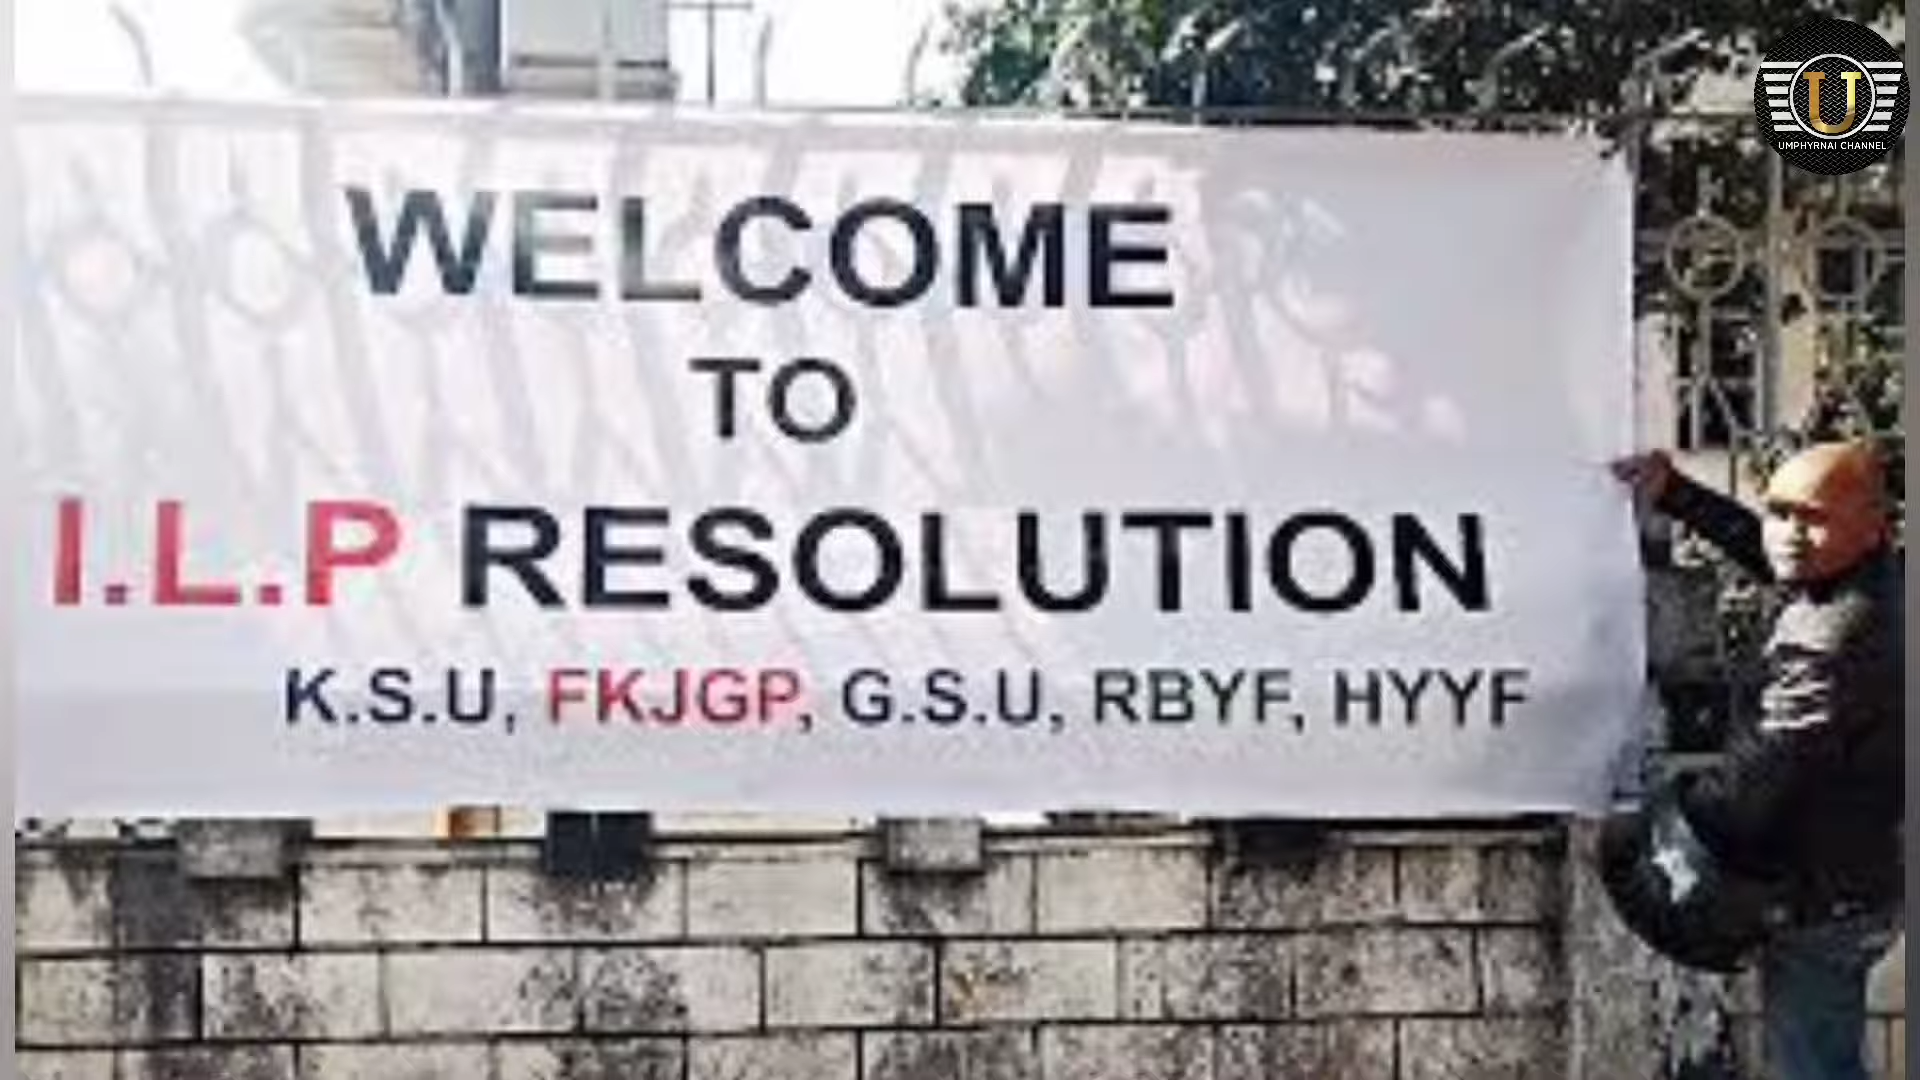 U
UMPHYRNAI CHANNEL
WELCOME
TO
I.L.P RESOLUTION
K.S.U, FKJGP, G.S.U, RBYF, HYYF